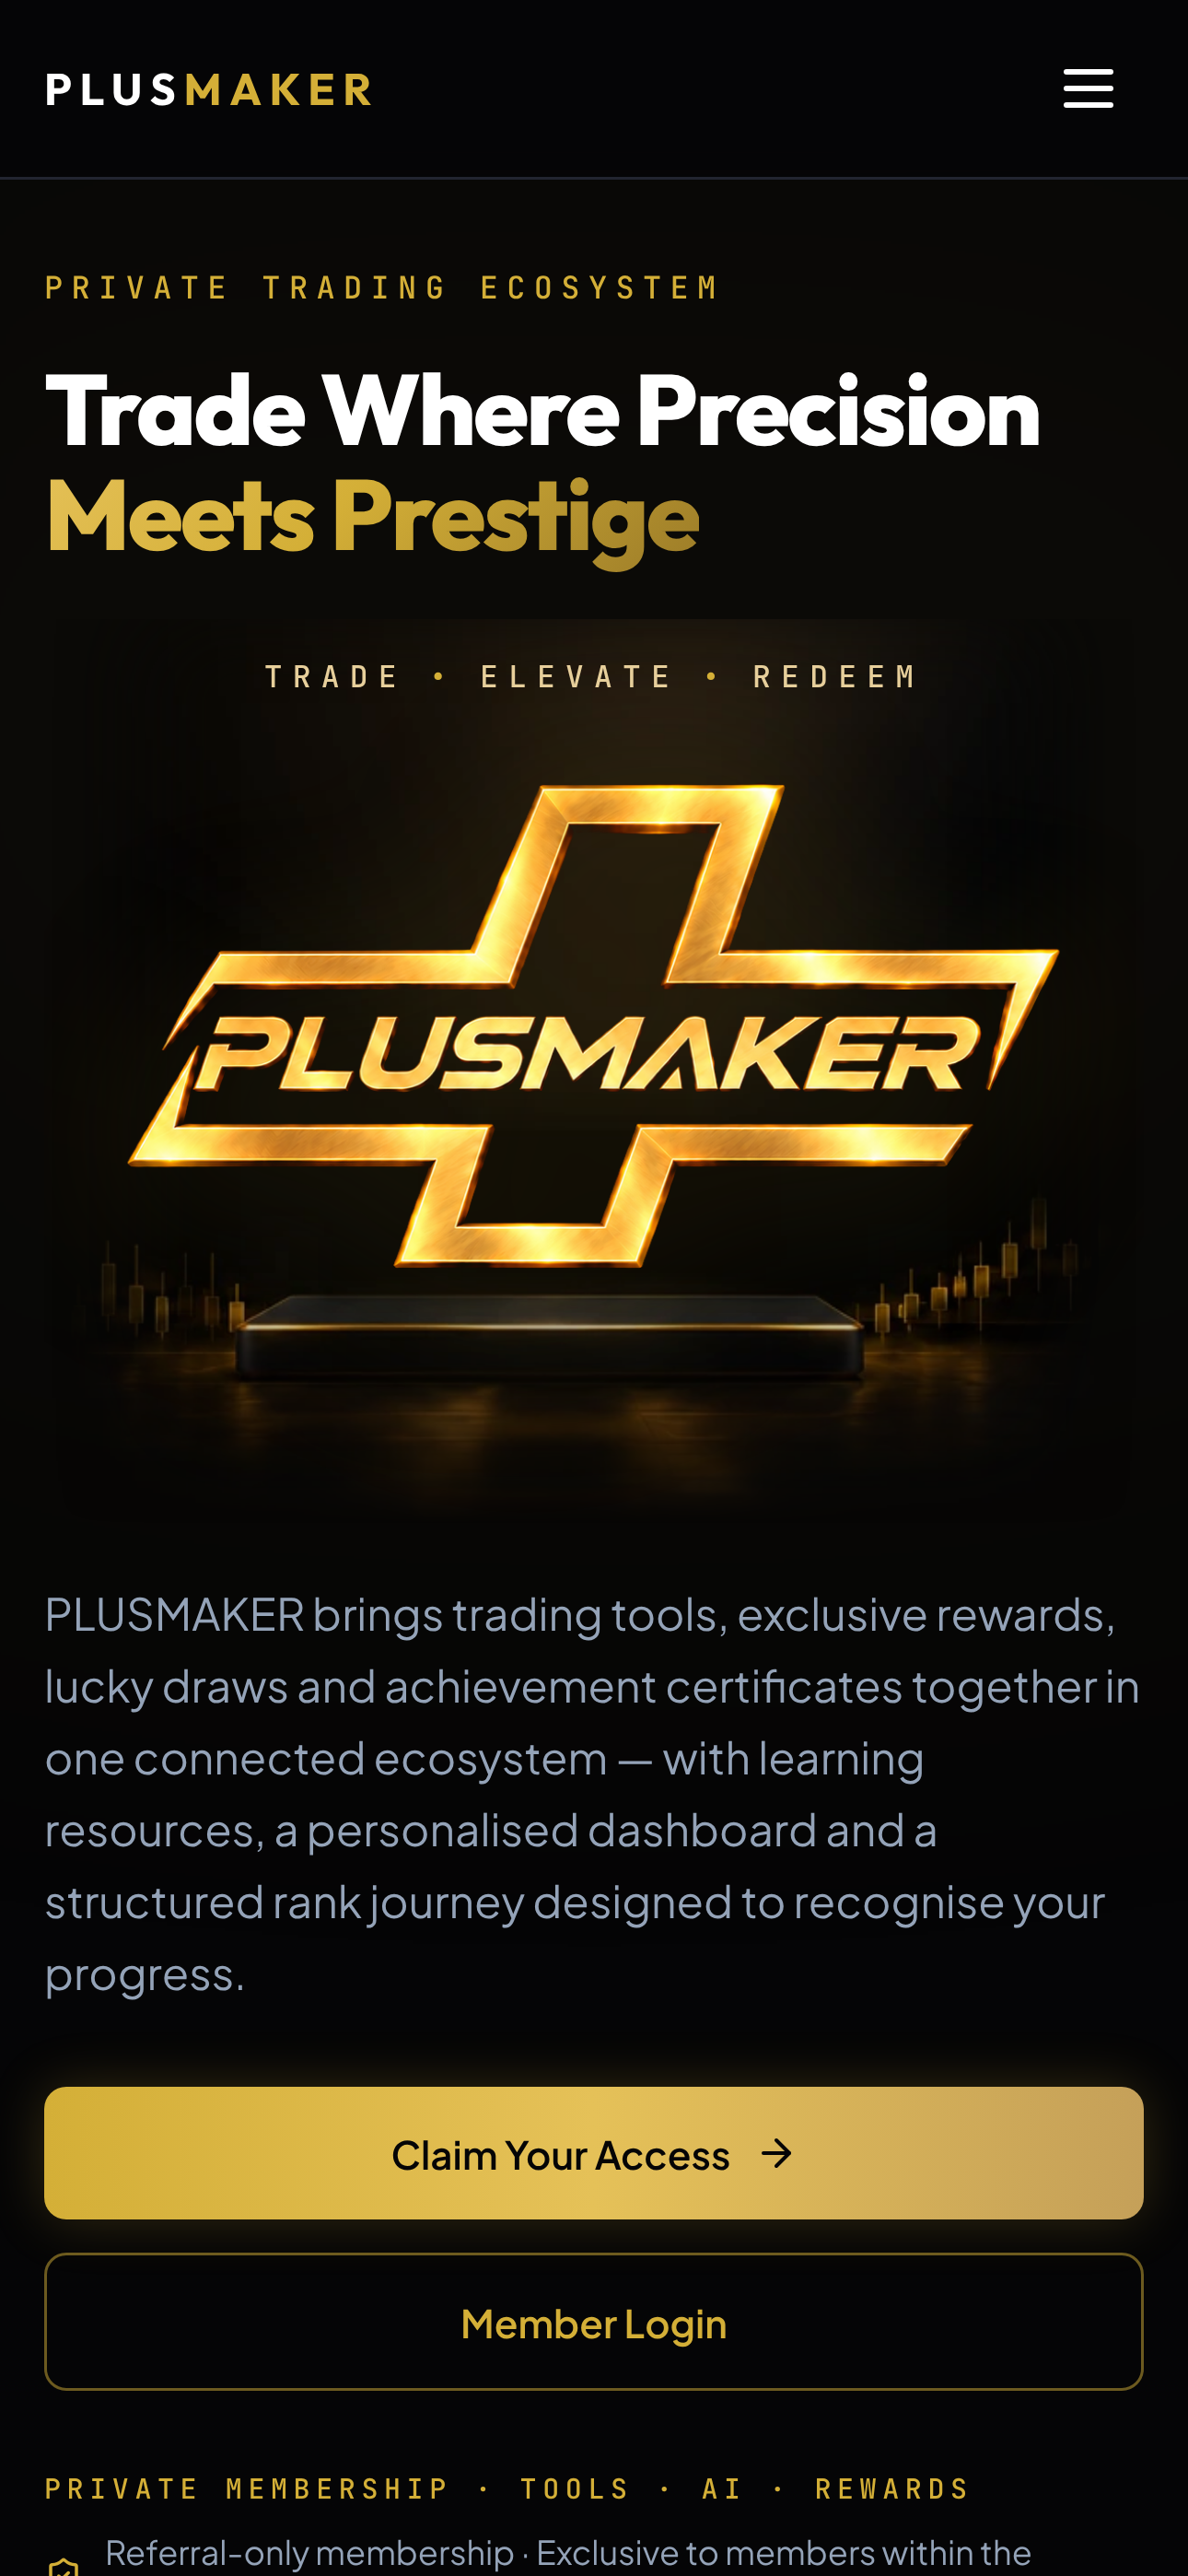 PLUSMAKER
PRIVATE TRADING ECOSYSTEM
Trade Where Precision
Meets Prestige
TRADE • ELEVATE • REDEEM
PLUSMAKER
PLUSMAKER brings trading tools, exclusive rewards,
lucky draws and achievement certificates together in
one connected ecosystem — with learning
resources, a personalised dashboard and a
structured rank journey designed to recognise your
progress.
Claim Your Access →
Member Login
PRIVATE MEMBERSHIP · TOOLS · AI · REWARDS
Referral-only membership · Exclusive to members within the